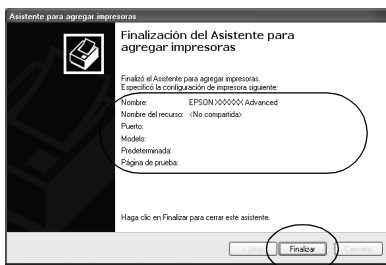 Asistente para agregar impresoras
Finalización del Asistente para
agregar impresoras
Finalizó el Asistente para agregar impresoras.
Especificó la configuración de impresora siguiente:
Nombre: EPSON XXXXXX Advanced
Nombre del recurso: <No compartida>
Puerto:
Modelo:
Predeterminada:
Página de prueba:
Haga clic en Finalizar para cerrar este asistente.
< Atrás Finalizar Cancelar